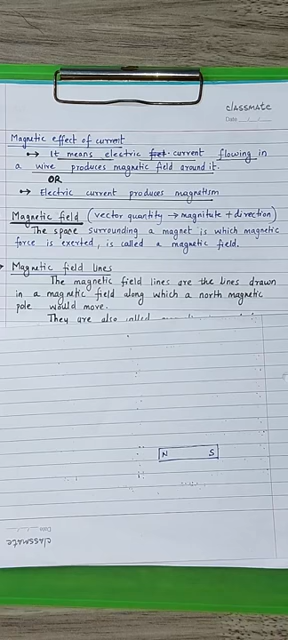 classmate
Date
Magnetic effect of current
↦ It means electric current flowing in
a wire produces magnetic field around it.
OR
↦ Electric current produces magnetism
Magnetic field (vector quantity → magnitute + direction)
The space surrounding a magnet is which magnetic
force is exerted, is called a magnetic field.
Magnetic field lines
The magnetic field lines are the lines drawn
in a magnetic field along which a north magnetic
pole would move.
They are also called
N S
Date
classmate